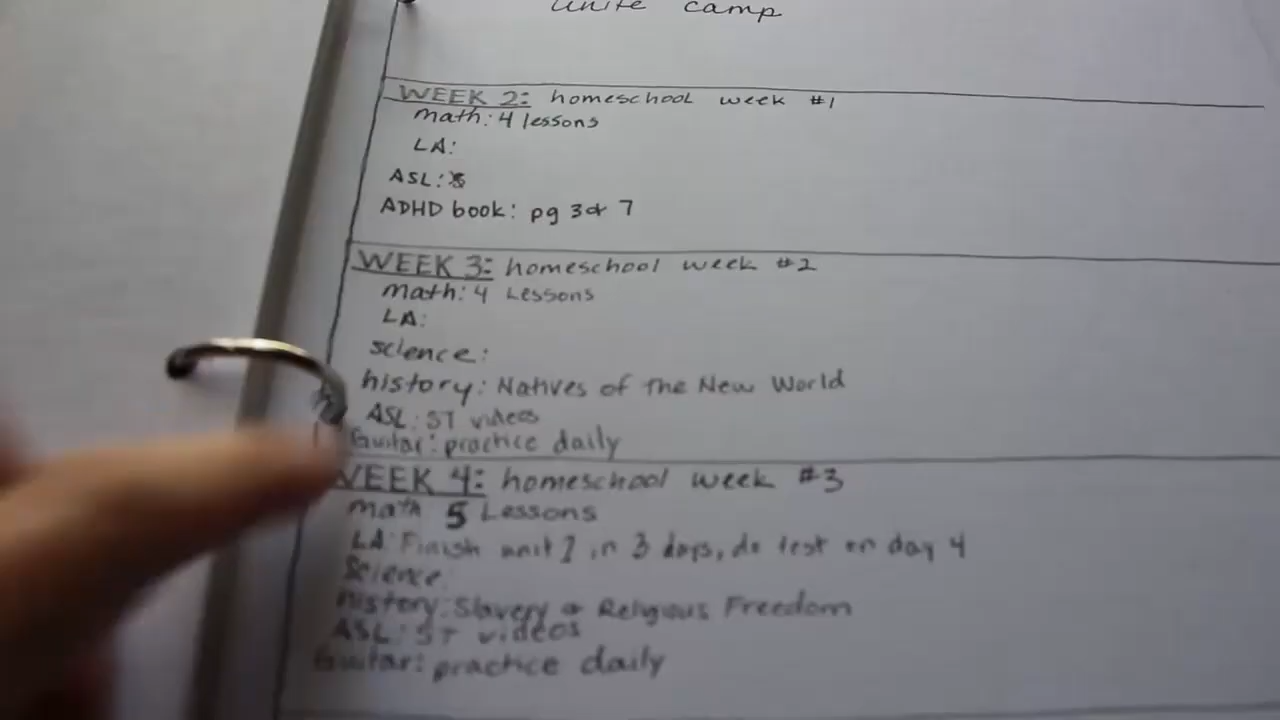 unite camp
WEEK 2: homeschool week #1
math: 4 lessons
LA:
ASL:
ADHD book: pg 3 & 7
WEEK 3: homeschool week #2
math: 4 Lessons
LA:
science:
history: Natives of The New World
ASL: ST videos
Guitar: practice daily
WEEK 4: homeschool week #3
math 5 Lessons
LA: Finish unit 1 in 3 days, do test on day 4
Science:
history: Slavery & Religious Freedom
ASL: ST videos
Guitar: practice daily